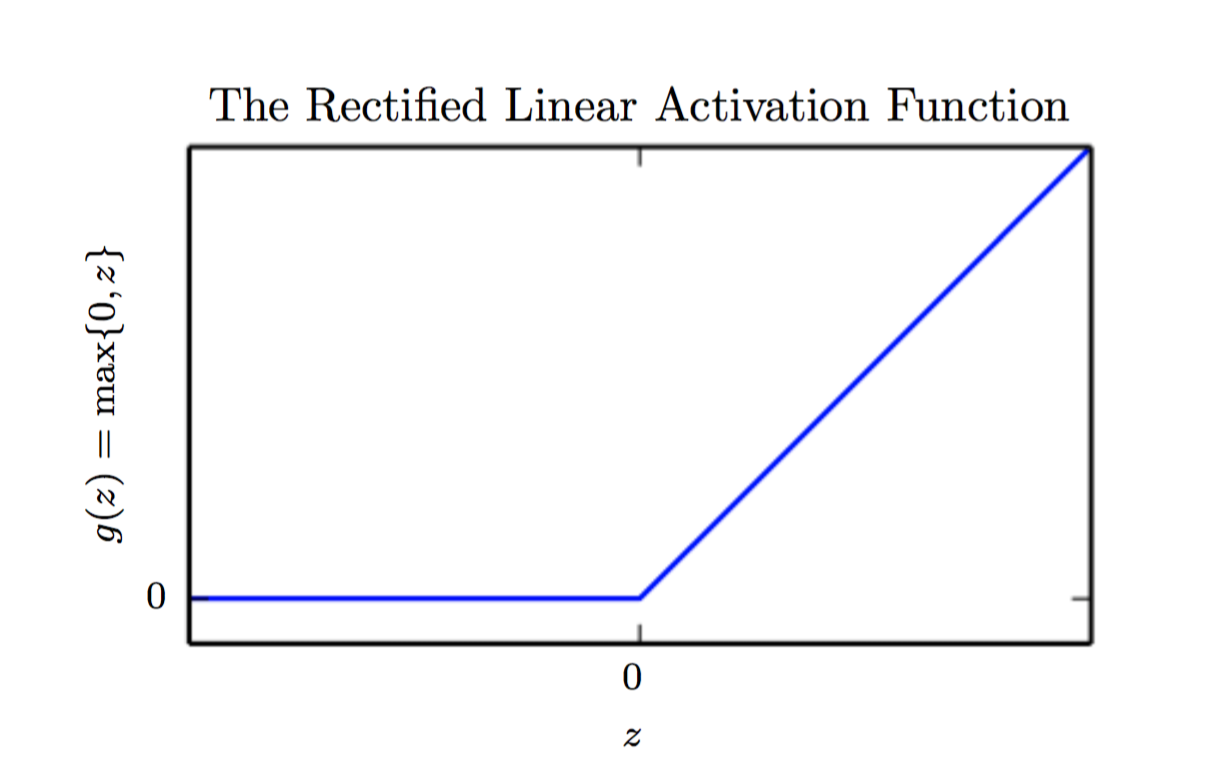 The Rectified Linear Activation Function
g(z) = max{0, z}
0
0
z